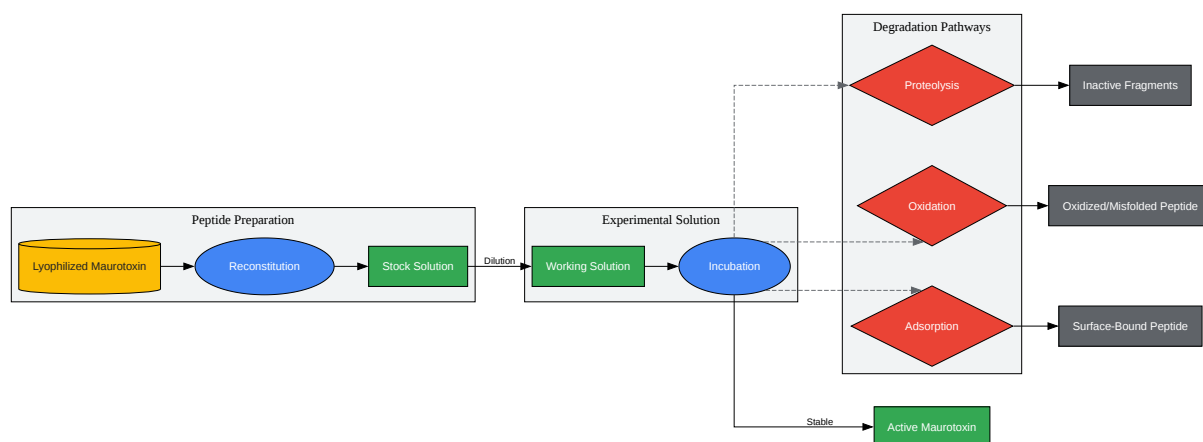 Degradation Pathways
Proteolysis
Inactive Fragments
Peptide Preparation
Experimental Solution
Oxidation
Oxidized/Misfolded Peptide
Lyophilized Maurotoxin
Reconstitution
Stock Solution
Dilution
Working Solution
Incubation
Adsorption
Surface-Bound Peptide
Stable
Active Maurotoxin